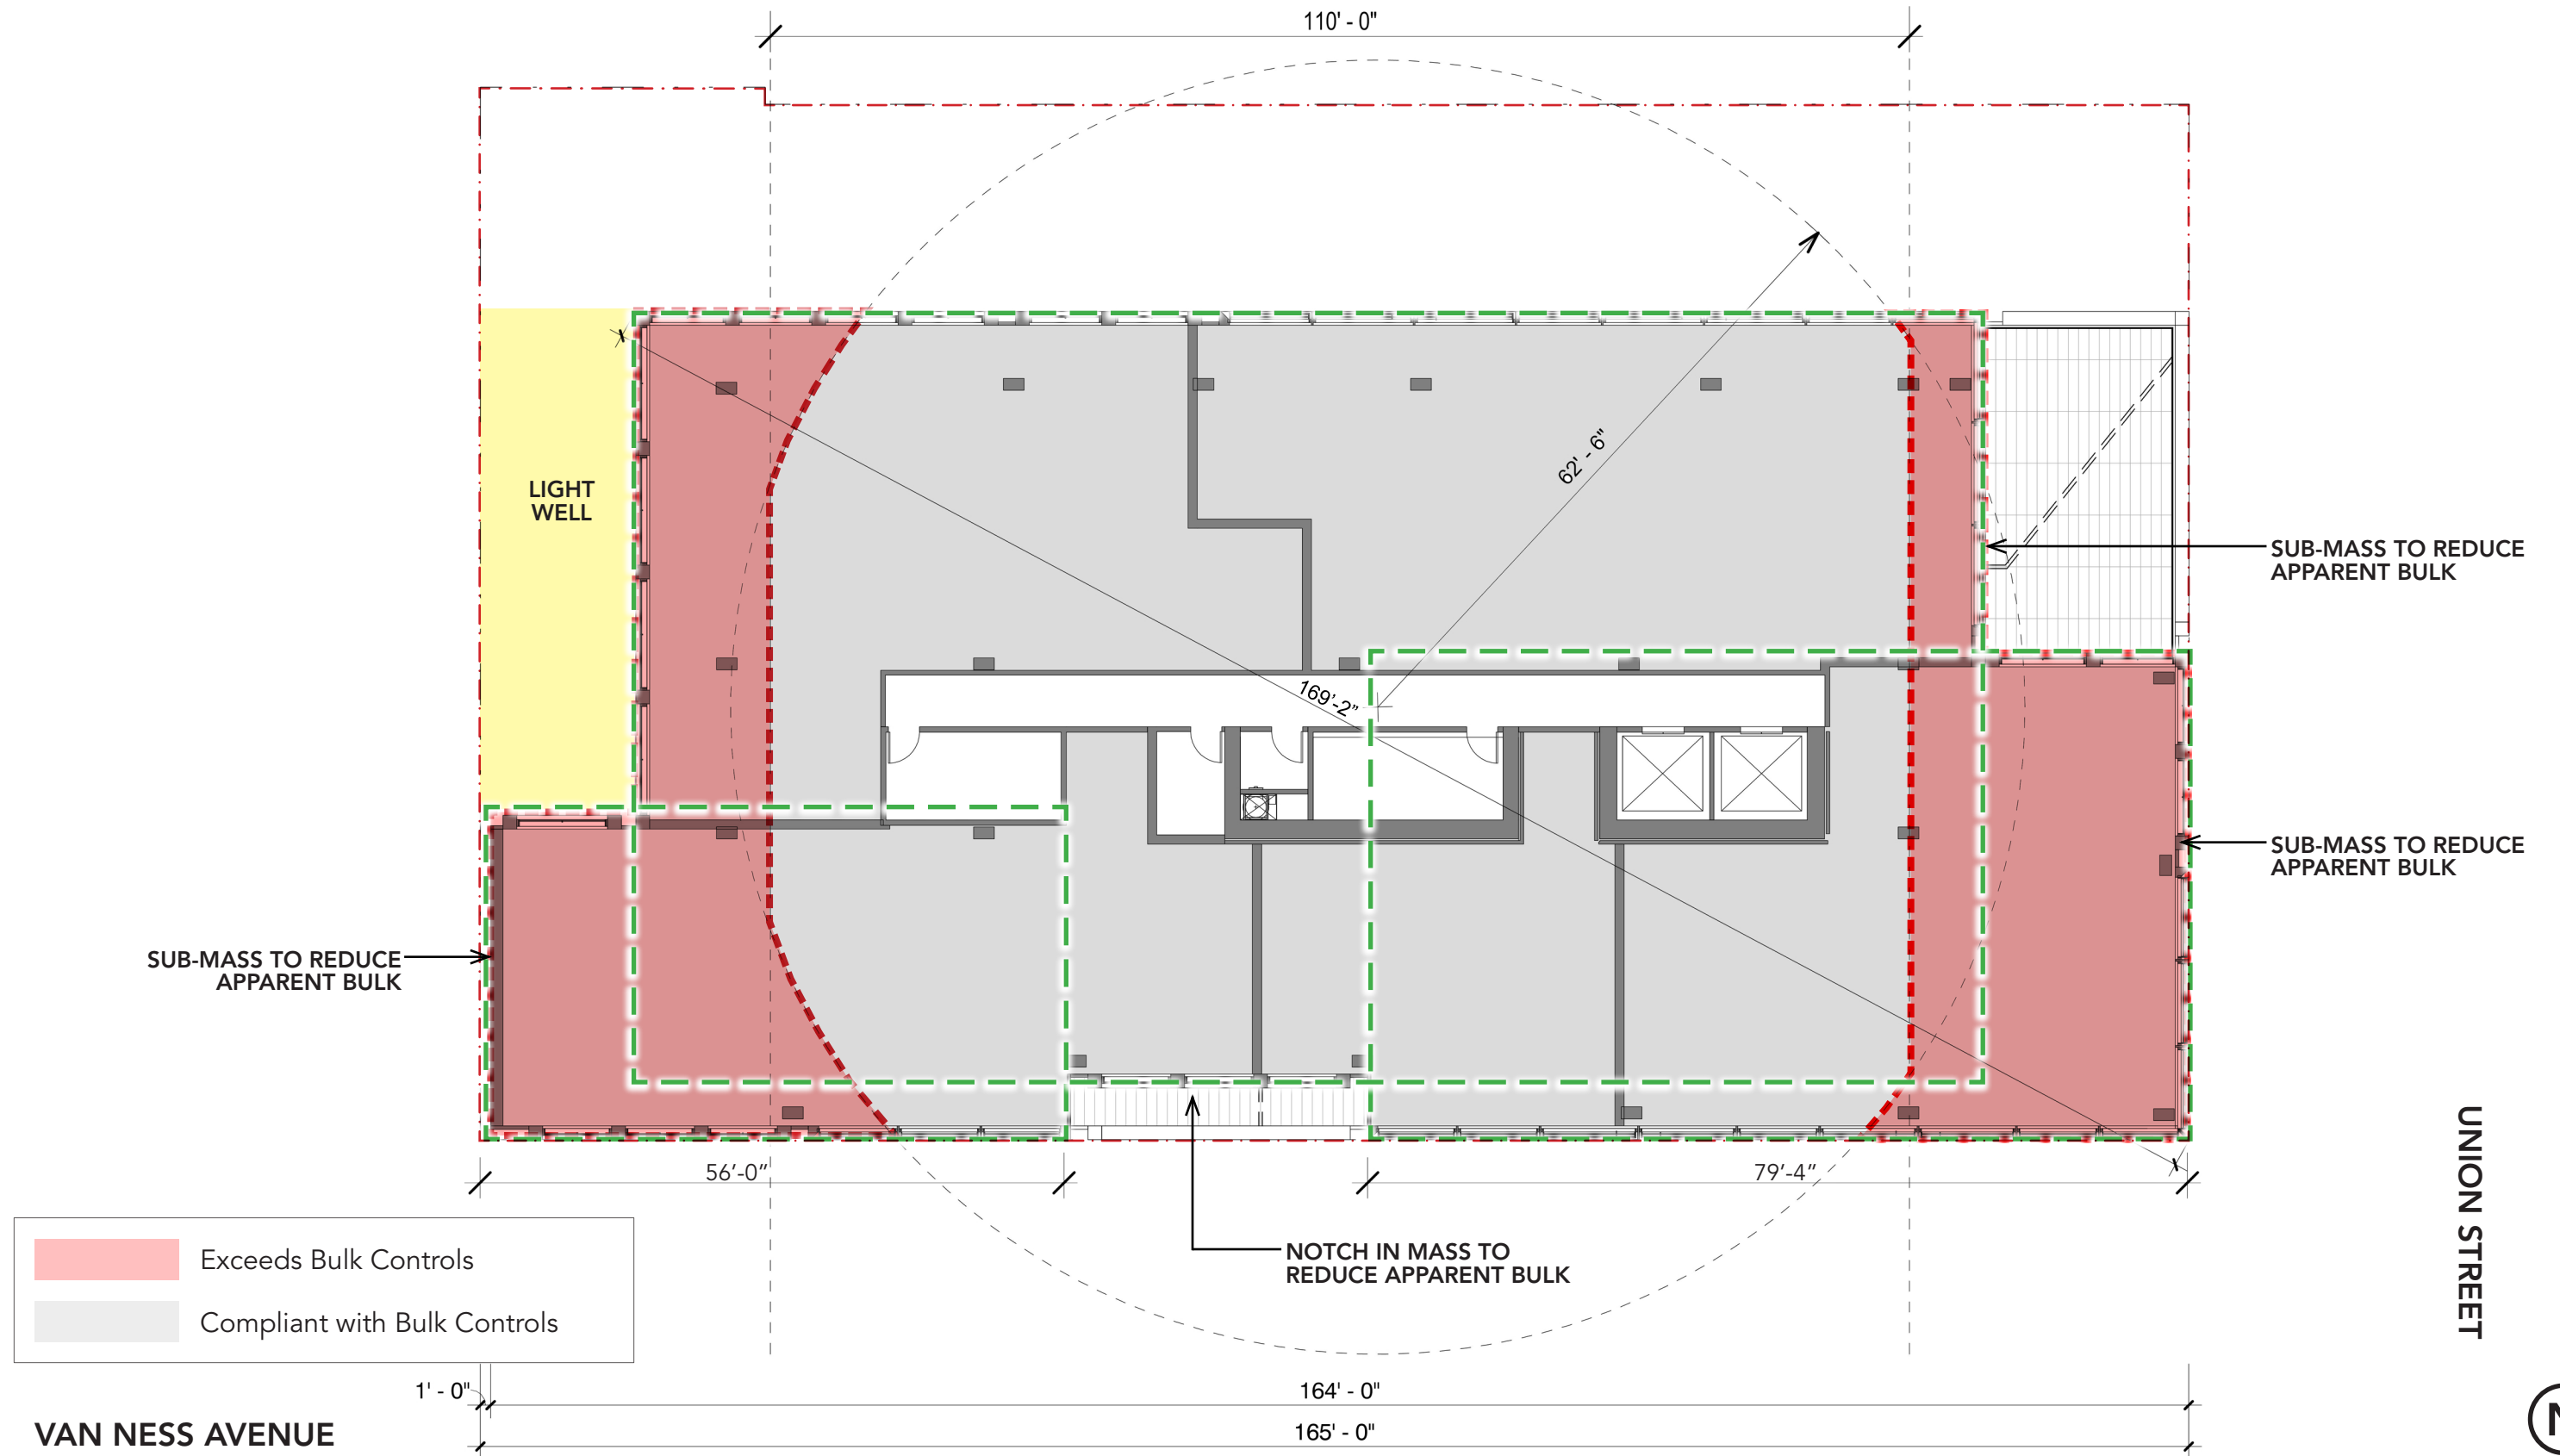 110' - 0"
LIGHT
WELL
62' - 6"
SUB-MASS TO REDUCE
APPARENT BULK
169'-2"
SUB-MASS TO REDUCE
APPARENT BULK
SUB-MASS TO REDUCE
APPARENT BULK
56'-0"
79'-4"
NOTCH IN MASS TO
REDUCE APPARENT BULK
UNION STREET
Exceeds Bulk Controls
Compliant with Bulk Controls
1' - 0"
164' - 0"
VAN NESS AVENUE
165' - 0"
N